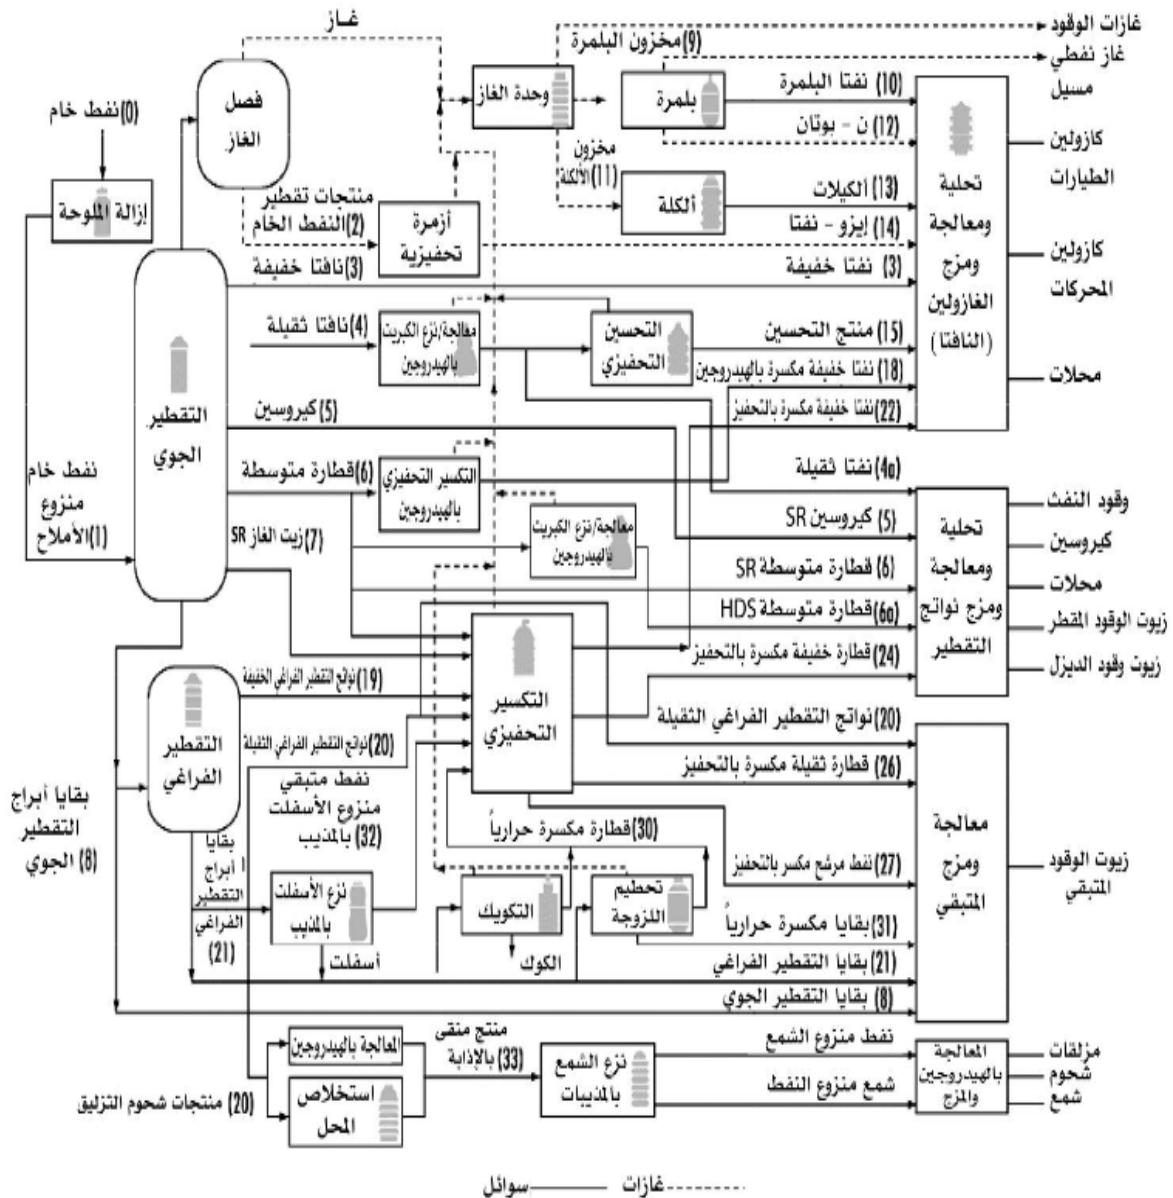 غـاز
غازات الوقود
(9) مخزون البلمرة
غاز نفطي
مسيل
(0) نفط خام
فصل
الغاز
وحدة الغاز
بلمرة
(10) نفتا البلمرة
(12) ن - بوتان
كازولين
الطيارات
إزالة الملوحة
مخزون
الألكلة (11)
ألكلة
(13) ألكيلات
(14) إيزو - نفتا
تحلية
ومعالجة
ومزج
الغازولين
(النافتا)
منتجات تقطير
(2) النفط الخام
أزمرة
تحفيزية
(3) نافتا خفيفة
(3) نفتا خفيفة
كازولين
المحركات
(4) نافتا ثقيلة
معالجة/نزع الكبريت
بالهيدروجين
التحسين
التحفيزي
(15) منتج التحسين
(18) نفتا خفيفة مكسرة بالهيدروجين
(22) نفتا خفيفة مكسرة بالتحفيز
محلات
التقطير
الجوي
(5) كيروسين
(6) قطارة متوسطة
التكسير التحفيزي
بالهيدروجين
(4a) نفتا ثقيلة
(5) كيروسين SR
(6) قطارة متوسطة SR
(6a) قطارة متوسطة HDS
(24) قطارة خفيفة مكسرة بالتحفيز
نفط خام
منزوع
الأملاح (1)
(7) زيت الغاز SR
معالجة/نزع الكبريت
بالهيدروجين
تحلية
ومعالجة
ومزج نواتج
التقطير
وقود النفث
كيروسين
محلات
زيوت الوقود المقطر
زيوت وقود الديزل
التقطير
الفراغي
(19) نواتج التقطير الفراغي الخفيفة
(20) نواتج التقطير الفراغي الثقيلة
التكسير
التحفيزي
(20) نواتج التقطير الفراغي الثقيلة
(26) قطارة ثقيلة مكسرة بالتحفيز
بقايا أبراج
التقطير
(8) الجوي
نفط متبقي
منزوع الأسفلت
(32) بالمذيب
(30) قطارة مكسرة حرارياً
(27) نفط مرشح مكسر بالتحفيز
معالجة
ومزج
المتبقي
زيوت الوقود
المتبقي
بقايا
أبراج
التقطير
الفراغي
(21)
نزع الأسفلت
بالمذيب
التكويك
تحطيم
اللزوجة
أسفلت
الكوك
(31) بقايا مكسرة حرارياً
(21) بقايا التقطير الفراغي
(8) بقايا التقطير الجوي
المعالجة بالهيدروجين
استخلاص
المحل
(20) منتجات شحوم التزليق
منتج منقى
(33) بالإذابة
نزع الشمع
بالمذيبات
نفط منزوع الشمع
شمع منزوع النفط
المعالجة
بالهيدروجين
والمزج
مزلقات
شحوم
شمع
غازات
سوائل